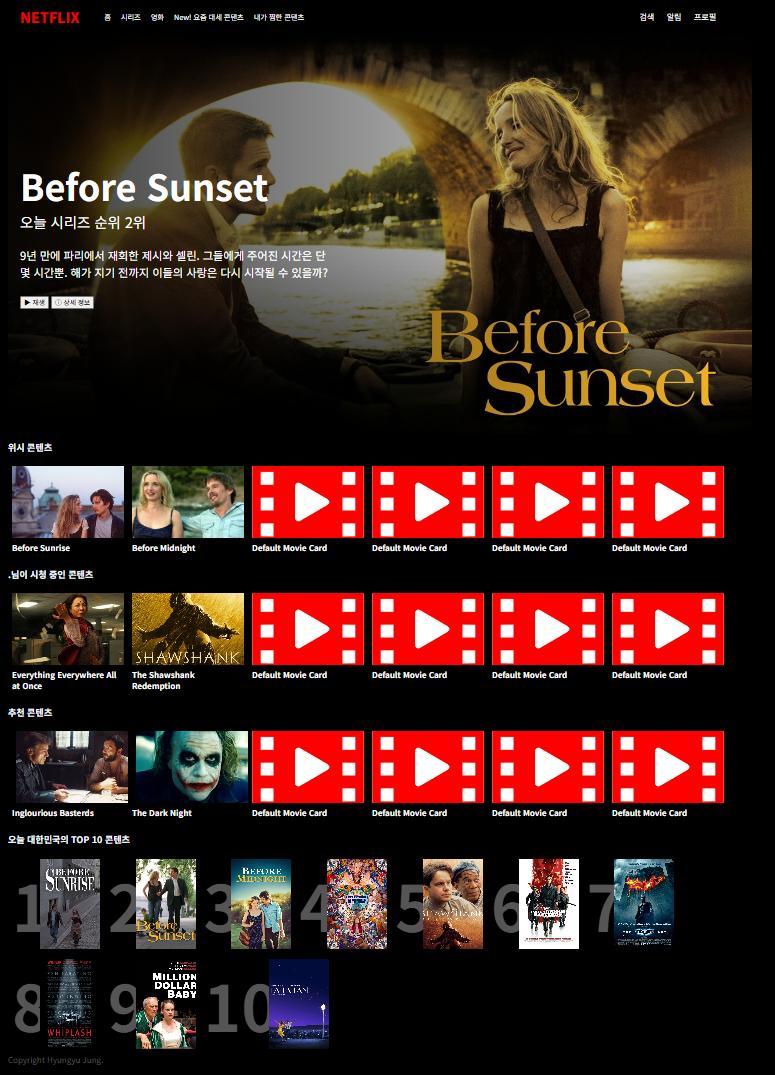 NETFLIX 홈 시리즈 영화 New! 요즘 대세 콘텐츠 내가 찜한 콘텐츠 검색 알림 프로필
Before Sunset
오늘 시리즈 순위 2위
9년 만에 파리에서 재회한 제시와 셀린. 그들에게 주어진 시간은 단
몇 시간뿐. 해가 지기 전까지 이들의 사랑은 다시 시작될 수 있을까?
▶ 재생 ⓘ 상세 정보
Before
Sunset
위시 콘텐츠
Before Sunrise Before Midnight Default Movie Card Default Movie Card Default Movie Card Default Movie Card
.님이 시청 중인 콘텐츠
SHAWSHANK
Everything Everywhere All
at Once
The Shawshank
Redemption
Default Movie Card Default Movie Card Default Movie Card Default Movie Card
추천 콘텐츠
Inglourious Basterds The Dark Night Default Movie Card Default Movie Card Default Movie Card Default Movie Card
오늘 대한민국의 TOP 10 콘텐츠
1 2 3 4 5 6 7
BEFORE
SUNRISE
Before
Sunset
BEFORE
MIDNIGHT
SHAWSHANK
8 9 10
WHIPLASH
MILLION
DOLLAR
BABY
Copyright Hyungyu Jung.